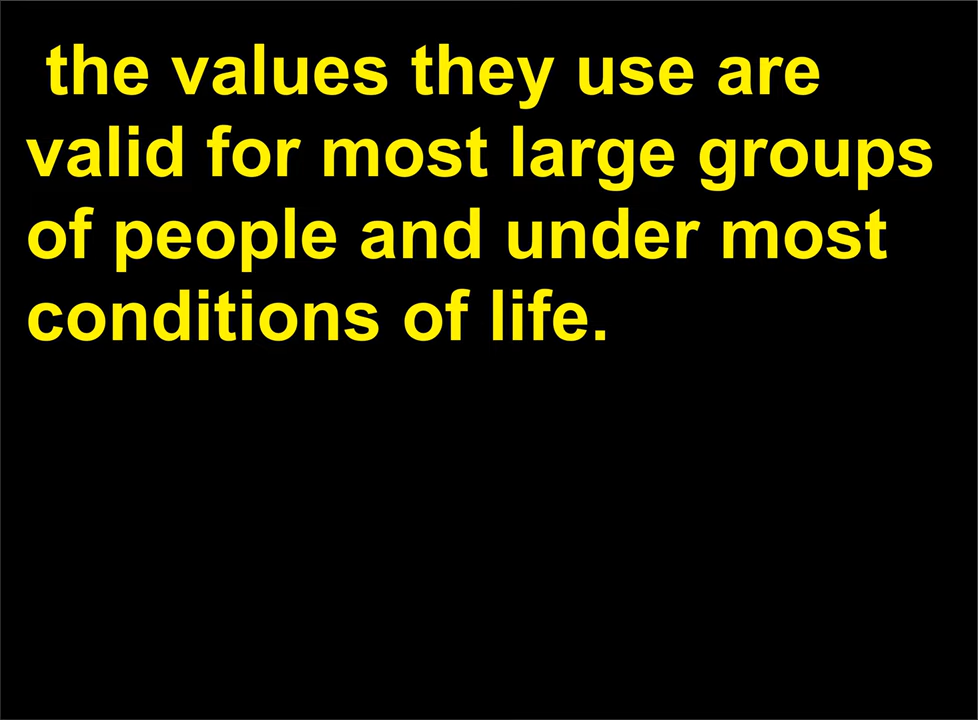 the values they use are
valid for most large groups
of people and under most
conditions of life.